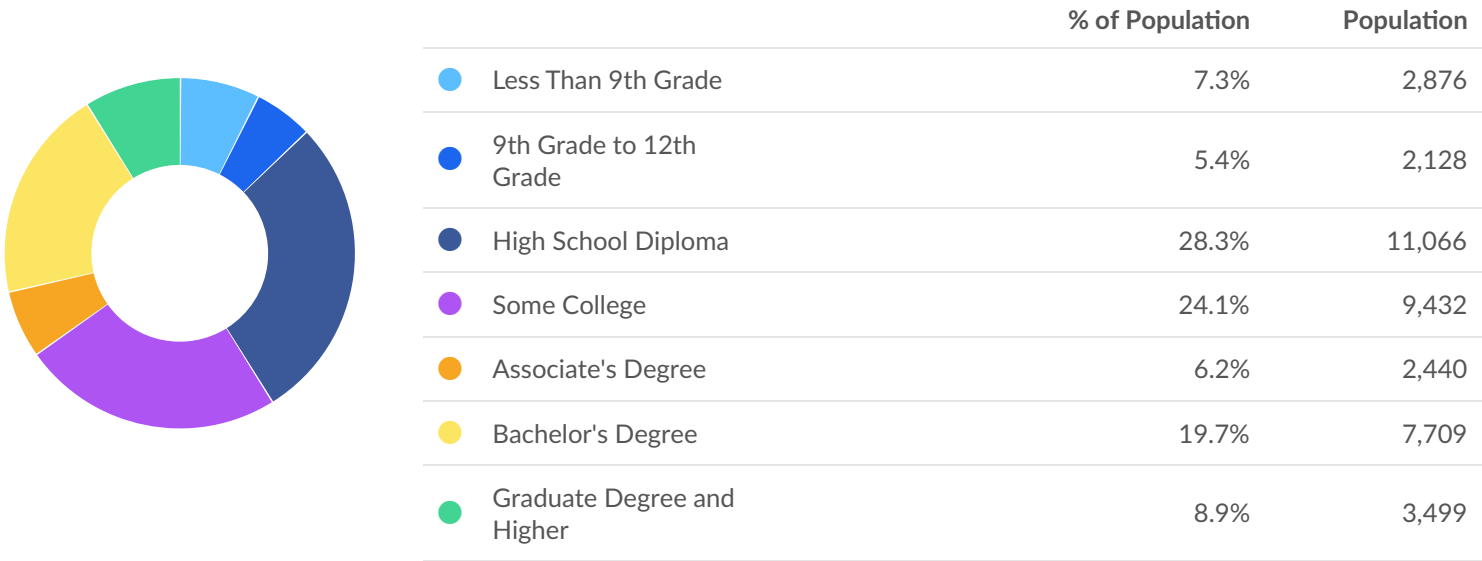 % of Population Population
Less Than 9th Grade 7.3% 2,876
9th Grade to 12th
Grade 5.4% 2,128
High School Diploma 28.3% 11,066
Some College 24.1% 9,432
Associate's Degree 6.2% 2,440
Bachelor's Degree 19.7% 7,709
Graduate Degree and
Higher 8.9% 3,499